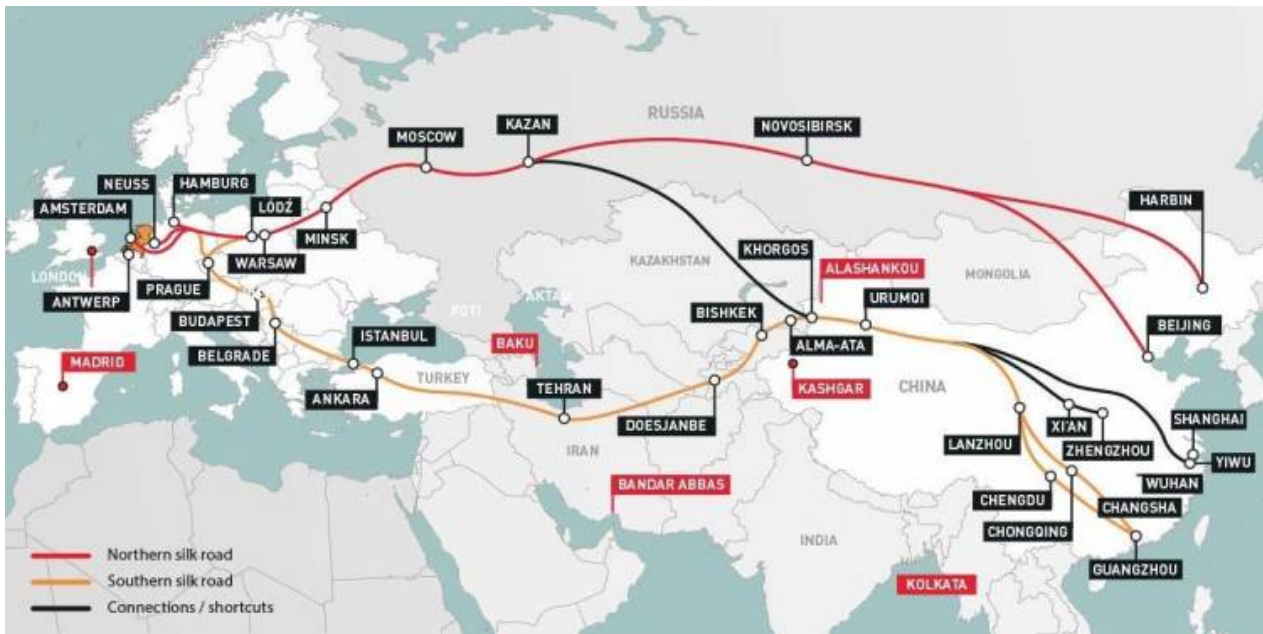 RUSSIA
KAZAN
NOVOSIBIRSK
MOSCOW
HAMBURG
NEUSS
HARBIN
LÓDŹ
AMSTERDAM
MINSK
KHORGOS
WARSAW
KAZAKHSTAN
ALASHANKOU
MONGOLIA
LONDON
PRAGUE
ANTWERP
AKTAU
URUMQI
POTI
BISHKEK
BUDAPEST
BEIJING
ISTANBUL
BAKU
ALMA-ATA
BELGRADE
MADRID
TURKEY
TEHRAN
CHINA
KASHGAR
ANKARA
SHANGHAI
DOESJANBE
XI'AN
LANZHOU
IRAN
ZHENGZHOU
YIWU
WUHAN
BANDAR ABBAS
CHENGDU
CHANGSHA
CHONGQING
INDIA
Northern silk road
GUANGZHOU
Southern silk road
KOLKATA
Connections / shortcuts